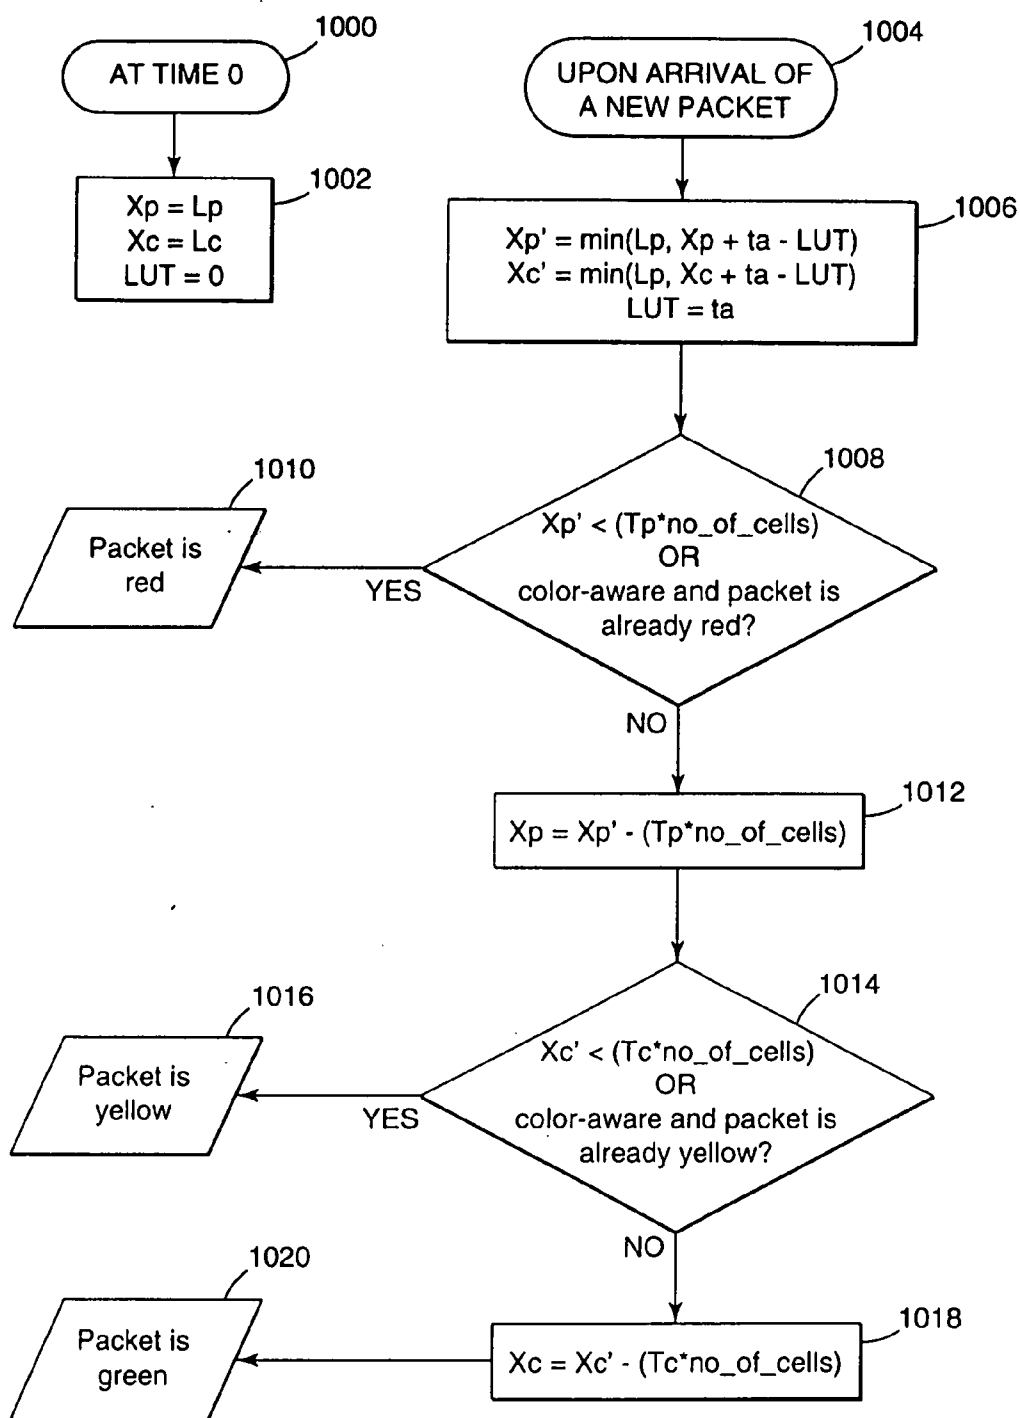 1000
AT TIME 0
1002
Xp = Lp
Xc = Lc
LUT = 0
1004
UPON ARRIVAL OF
A NEW PACKET
1006
Xp' = min(Lp, Xp + ta - LUT)
Xc' = min(Lp, Xc + ta - LUT)
LUT = ta
1008
Xp' < (Tp*no_of_cells)
OR
color-aware and packet is
already red?
YES
1010
Packet is
red
NO
1012
Xp = Xp' - (Tp*no_of_cells)
1014
Xc' < (Tc*no_of_cells)
OR
color-aware and packet is
already yellow?
YES
1016
Packet is
yellow
NO
1018
Xc = Xc' - (Tc*no_of_cells)
1020
Packet is
green